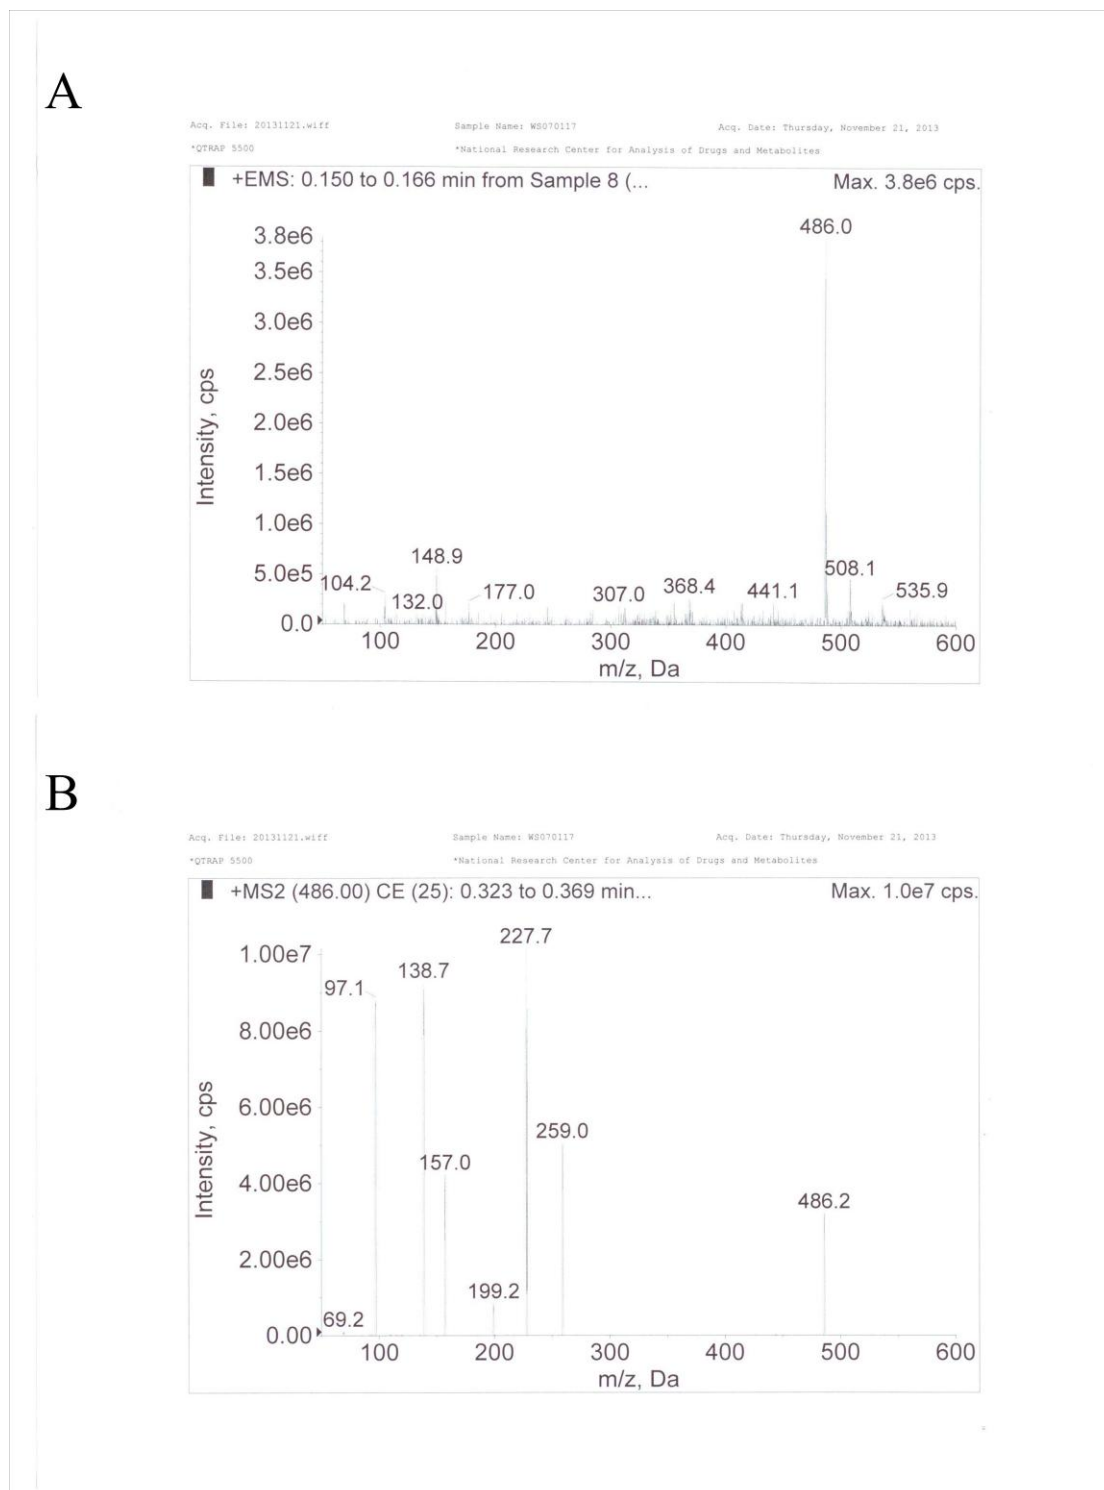 A
Acq. File: 20131121.wiff Sample Name: WS070117 Acq. Date: Thursday, November 21, 2013
*QTRAP 5500 *National Research Center for Analysis of Drugs and Metabolites
+EMS: 0.150 to 0.166 min from Sample 8 (... Max. 3.8e6 cps.
486.0
3.8e6
3.5e6
3.0e6
2.5e6
2.0e6
1.5e6
1.0e6
5.0e5
0.0
Intensity, cps
104.2
132.0
148.9
177.0
307.0
368.4
441.1
508.1
535.9
100 200 300 400 500 600
m/z, Da
B
Acq. File: 20131121.wiff Sample Name: WS070117 Acq. Date: Thursday, November 21, 2013
*QTRAP 5500 *National Research Center for Analysis of Drugs and Metabolites
+MS2 (486.00) CE (25): 0.323 to 0.369 min... Max. 1.0e7 cps.
227.7
1.00e7
8.00e6
6.00e6
4.00e6
2.00e6
0.00
Intensity, cps
97.1
138.7
157.0
259.0
199.2
486.2
69.2
100 200 300 400 500 600
m/z, Da